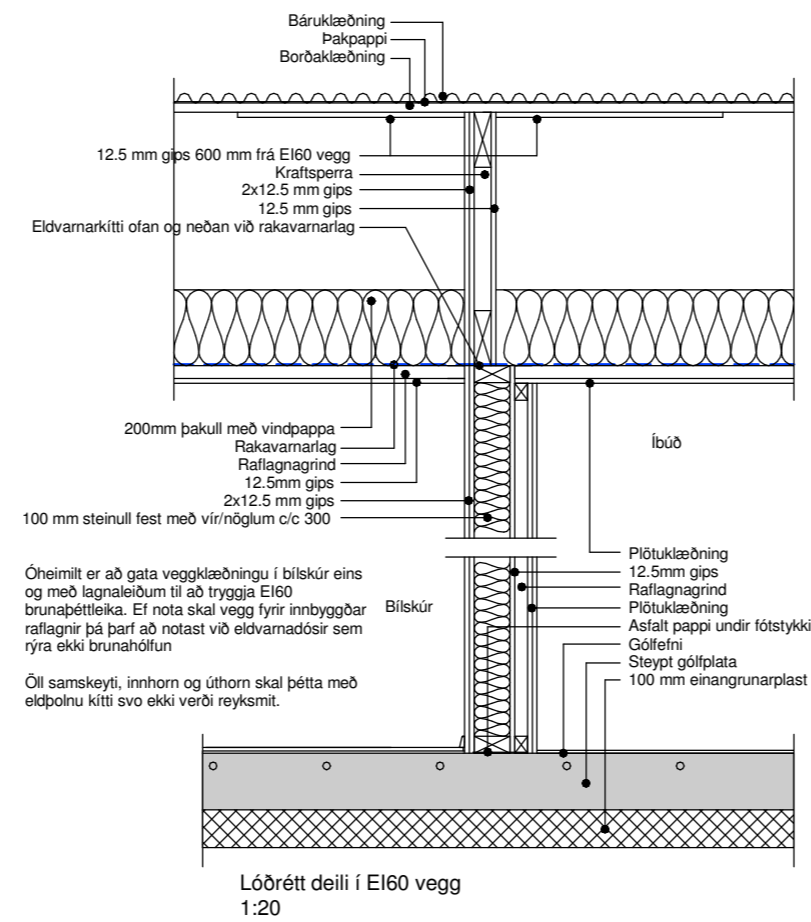 Báruklæðning
Þakpappi
Borðaklæðning
12.5 mm gips 600 mm frá EI60 vegg
Kraftsperra
2x12.5 mm gips
12.5 mm gips
Eldvarnarkítti ofan og neðan við rakavarnarlag
200mm þakull með vindpappa
Rakavarnarlag
Raflagnagrind
12.5mm gips
2x12.5 mm gips
100 mm steinull fest með vír/nöglum c/c 300
Íbúð
Óheimilt er að gata veggklæðningu í bílskúr eins
og með lagnaleiðum til að tryggja EI60
brunaþéttleika. Ef nota skal vegg fyrir innbyggðar
raflagnir þá þarf að notast við eldvarnadósir sem
rýra ekki brunahólfun
Öll samskeyti, innhorn og úthorn skal þétta með
eldþolnu kítti svo ekki verði reyksmit.
Bílskúr
Plötuklæðning
12.5mm gips
Raflagnagrind
Plötuklæðning
Asfalt pappi undir fótstykki
Gólfefni
Steypt gólfplata
100 mm einangrunarplast
Lóðrétt deili í EI60 vegg
1:20